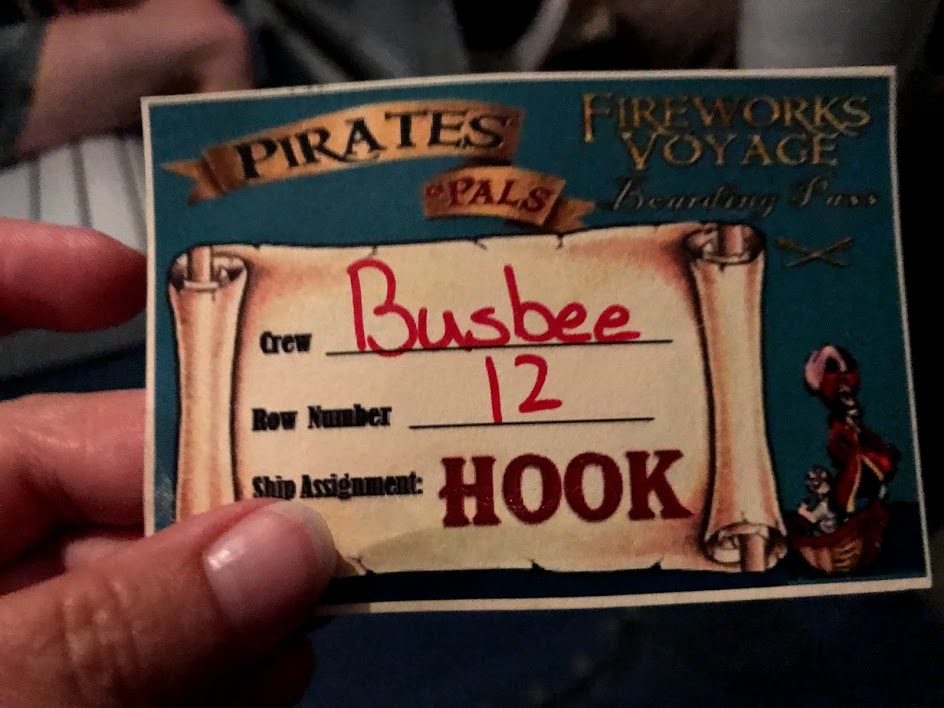 PIRATES
& PALS
FIREWORKS
VOYAGE
Boarding Pass
Crew Busbee
Row Number 12
Ship Assignment: HOOK